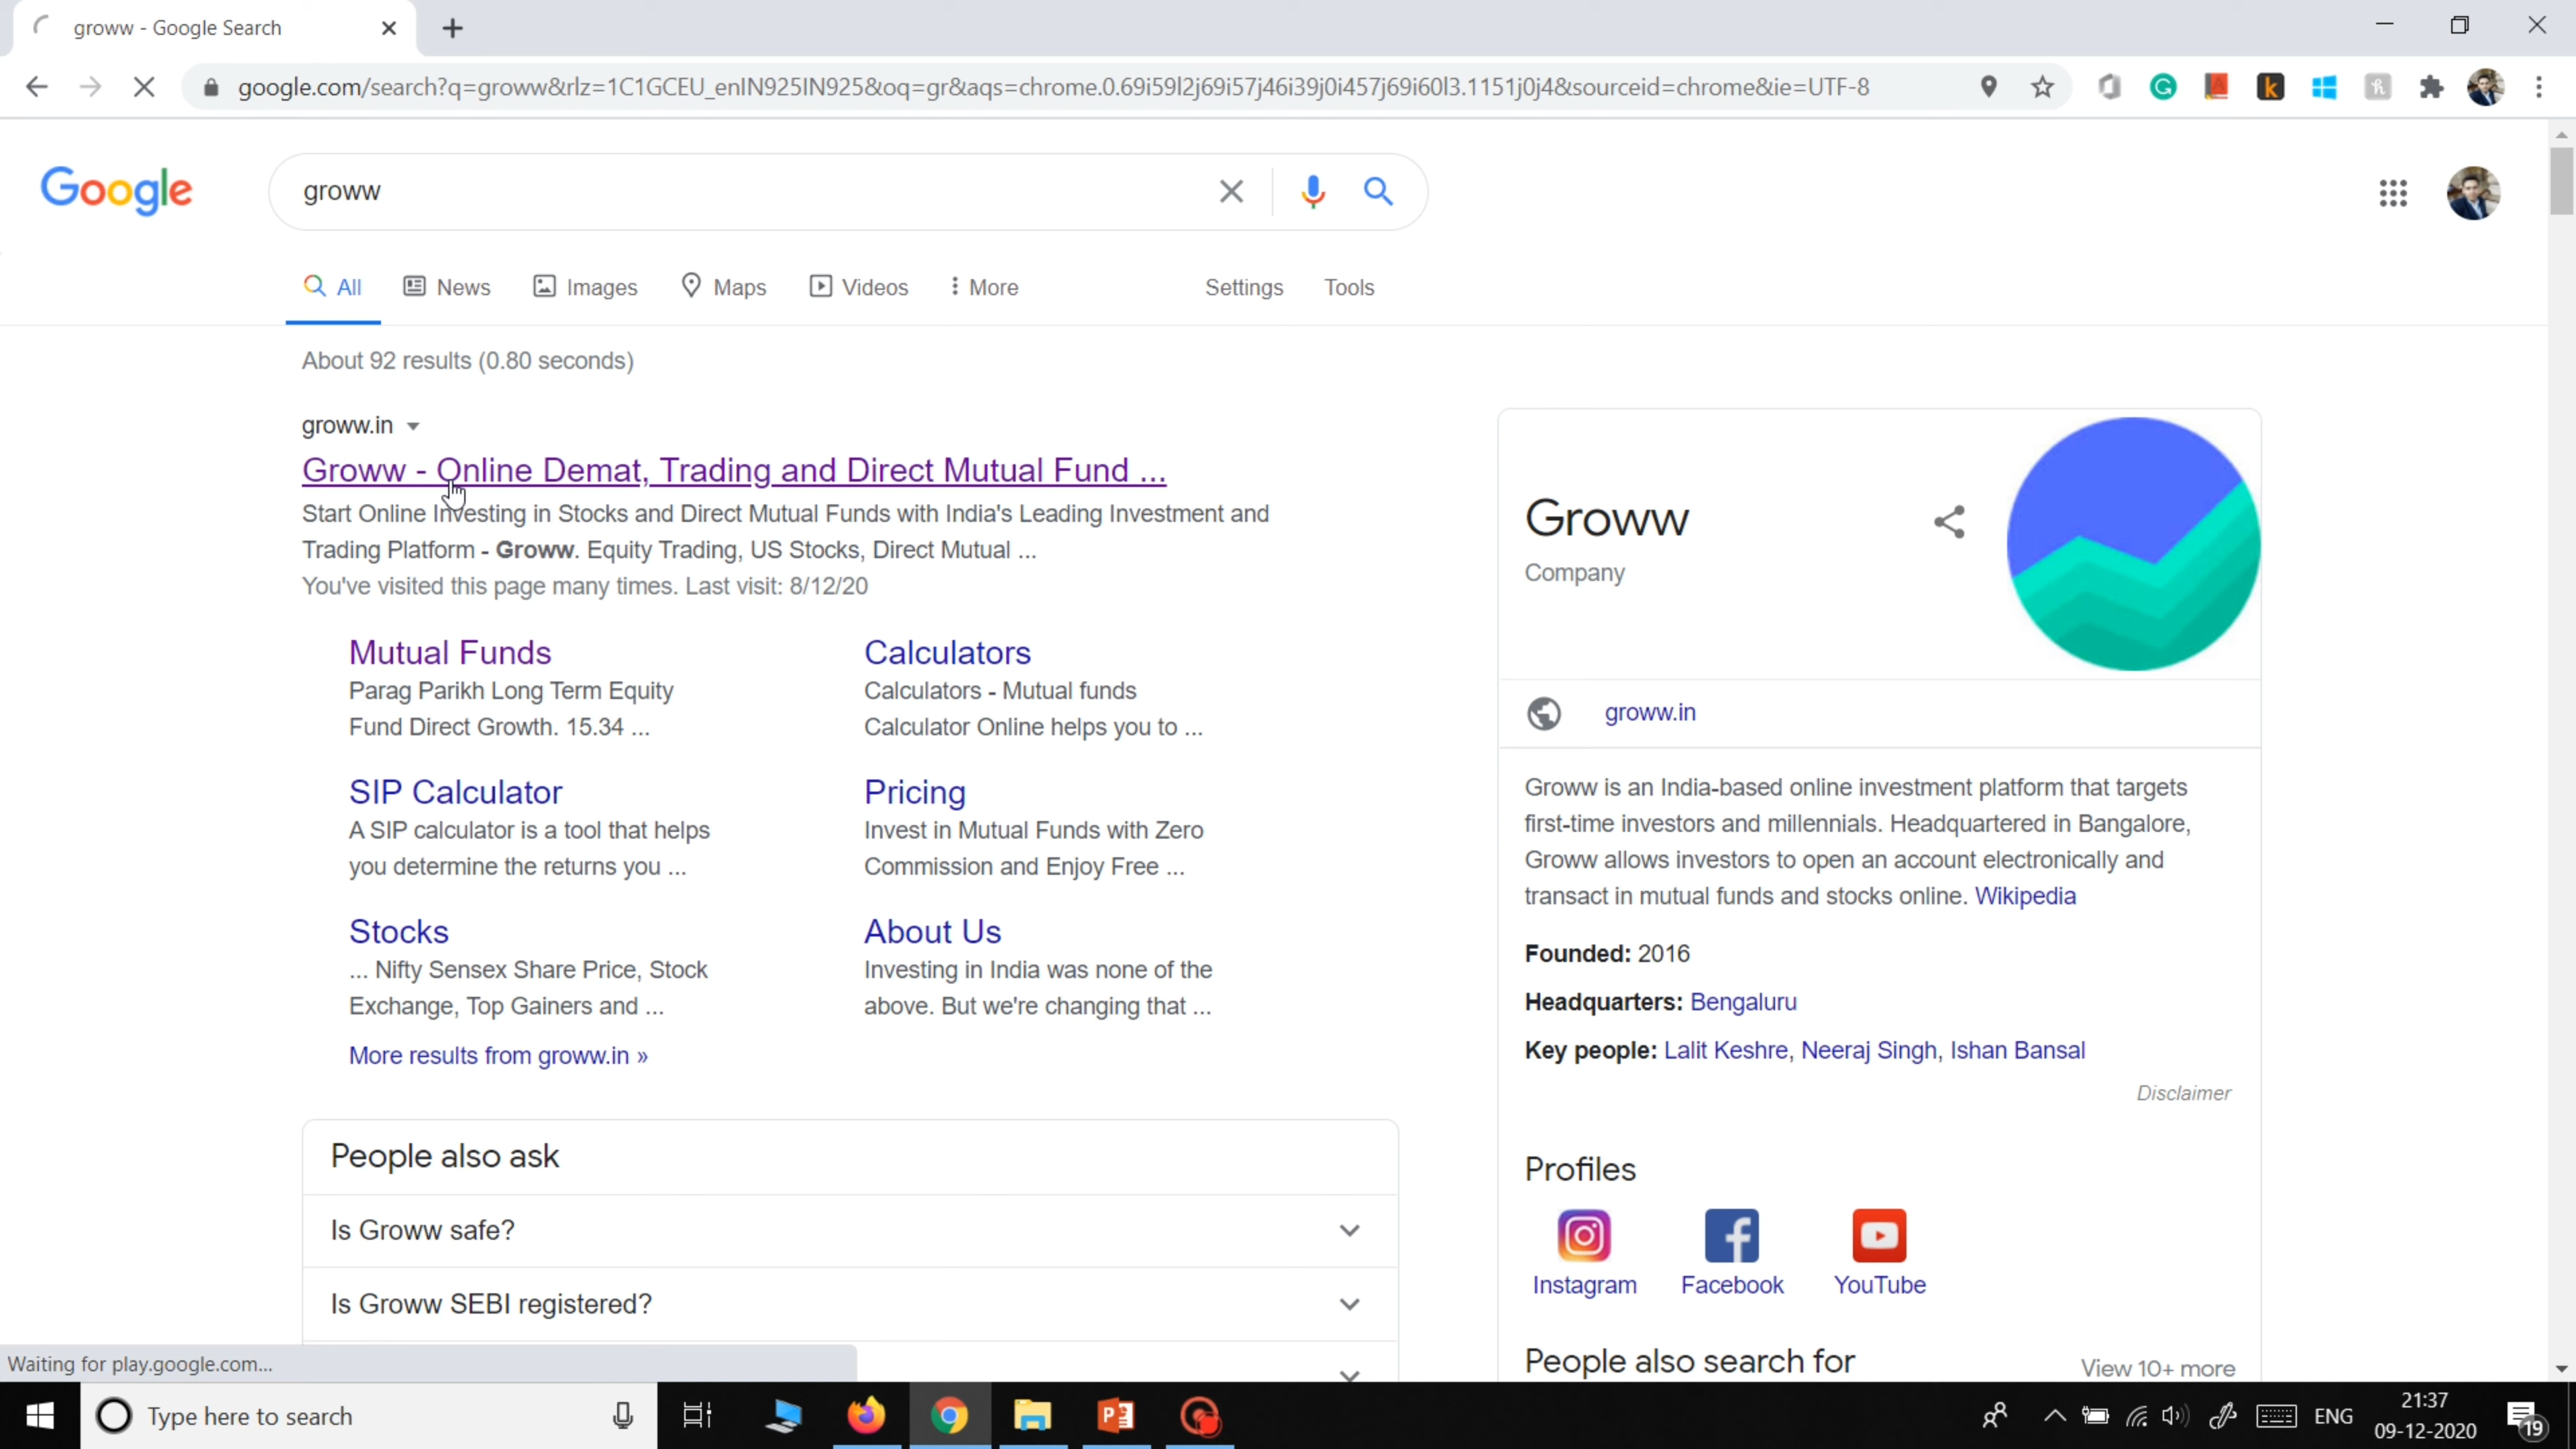 groww - Google Search
google.com/search?q=groww&rlz=1C1GCEU_enIN925IN925&oq=gr&aqs=chrome.0.69i59l2j69i57j46i39j0i457j69i60l3.1151j0j4&sourceid=chrome&ie=UTF-8
Google
groww
All News Images Maps Videos More Settings Tools
About 92 results (0.80 seconds)
groww.in
Groww - Online Demat, Trading and Direct Mutual Fund ...
Start Online Investing in Stocks and Direct Mutual Funds with India's Leading Investment and
Trading Platform - Groww. Equity Trading, US Stocks, Direct Mutual ...
You've visited this page many times. Last visit: 8/12/20
Mutual Funds
Parag Parikh Long Term Equity
Fund Direct Growth. 15.34 ...
Calculators
Calculators - Mutual funds
Calculator Online helps you to ...
SIP Calculator
A SIP calculator is a tool that helps
you determine the returns you ...
Pricing
Invest in Mutual Funds with Zero
Commission and Enjoy Free ...
Stocks
... Nifty Sensex Share Price, Stock
Exchange, Top Gainers and ...
About Us
Investing in India was none of the
above. But we're changing that ...
More results from groww.in »
People also ask
Is Groww safe?
Is Groww SEBI registered?
Groww
Company
groww.in
Groww is an India-based online investment platform that targets
first-time investors and millennials. Headquartered in Bangalore,
Groww allows investors to open an account electronically and
transact in mutual funds and stocks online. Wikipedia
Founded: 2016
Headquarters: Bengaluru
Key people: Lalit Keshre, Neeraj Singh, Ishan Bansal
Disclaimer
Profiles
Instagram Facebook YouTube
People also search for View 10+ more
Waiting for play.google.com...
Type here to search
ENG
21:37
09-12-2020
19